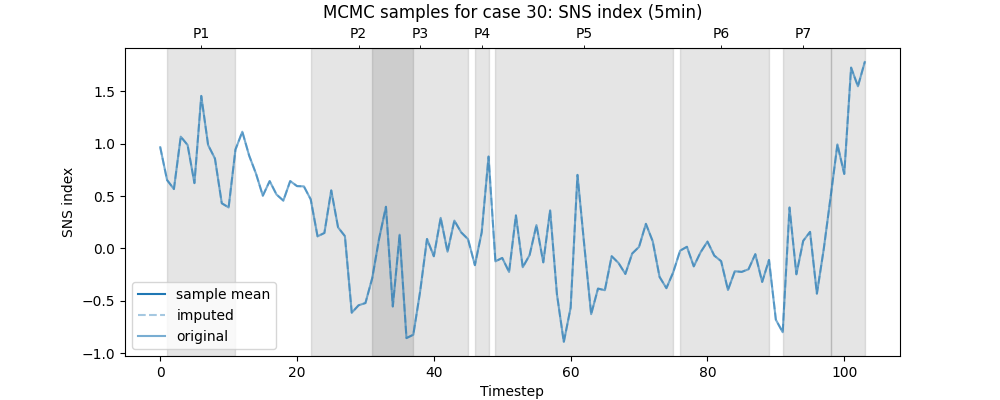 MCMC samples for case 30: SNS index (5min)
P1 P2 P3 P4 P5 P6 P7
1.5
1.0
0.5
0.0
−0.5
−1.0
SNS index
sample mean
imputed
original
0 20 40 60 80 100
Timestep